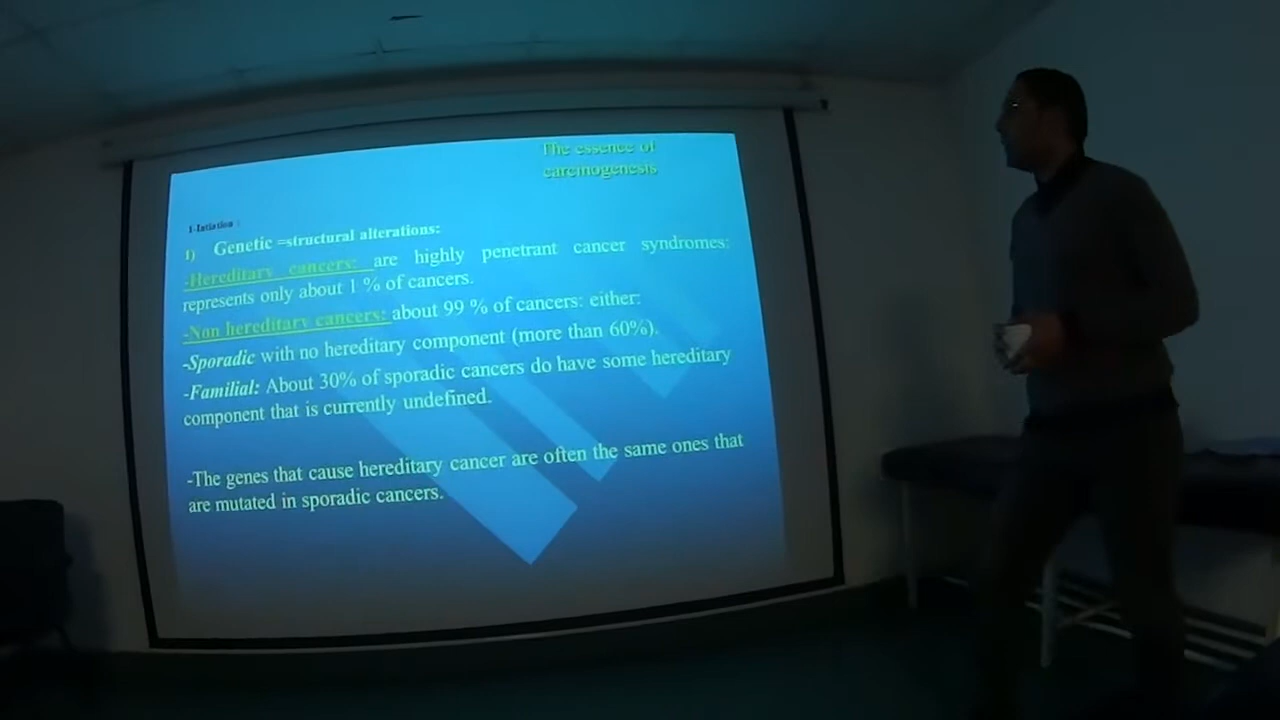 The essence of
carcinogenesis
1-Intiation :
1) Genetic =structural alterations:
-Hereditary cancers: are highly penetrant cancer syndromes:
represents only about 1 % of cancers.
-Non hereditary cancers: about 99 % of cancers: either:
-Sporadic with no hereditary component (more than 60%).
-Familial: About 30% of sporadic cancers do have some hereditary
component that is currently undefined.
-The genes that cause hereditary cancer are often the same ones that
are mutated in sporadic cancers.